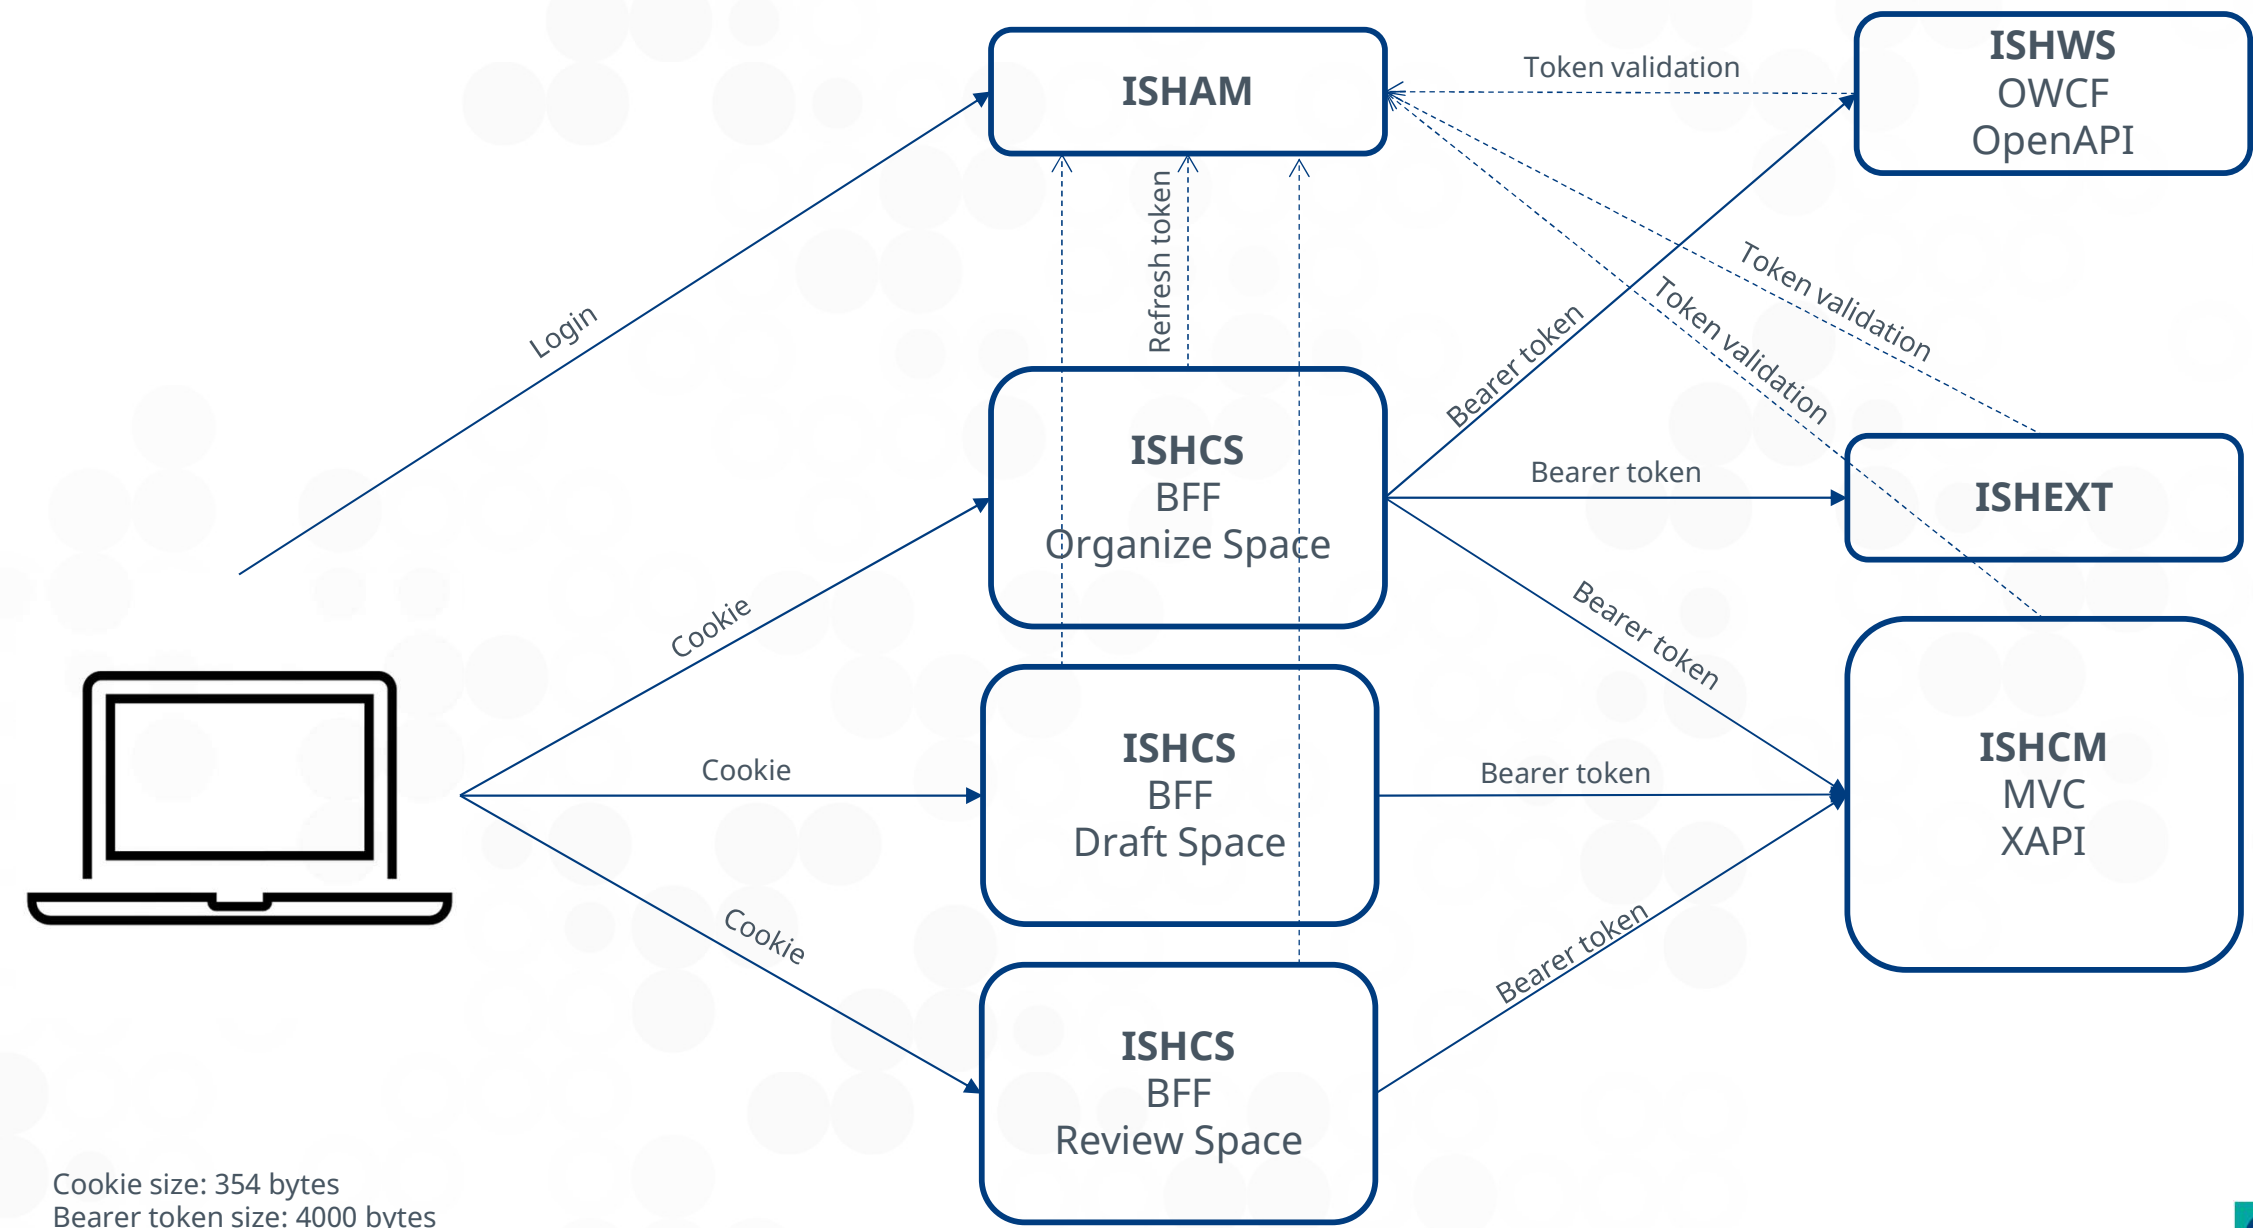 ISHAM
ISHWS
OWCF
OpenAPI
Token validation
Login
Refresh token
Token validation
Token validation
Bearer token
ISHCS
BFF
Organize Space
Bearer token
ISHEXT
Cookie
Bearer token
Cookie
ISHCS
BFF
Draft Space
Bearer token
ISHCM
MVC
XAPI
Cookie
Bearer token
ISHCS
BFF
Review Space
Cookie size: 354 bytes
Bearer token size: 4000 bytes